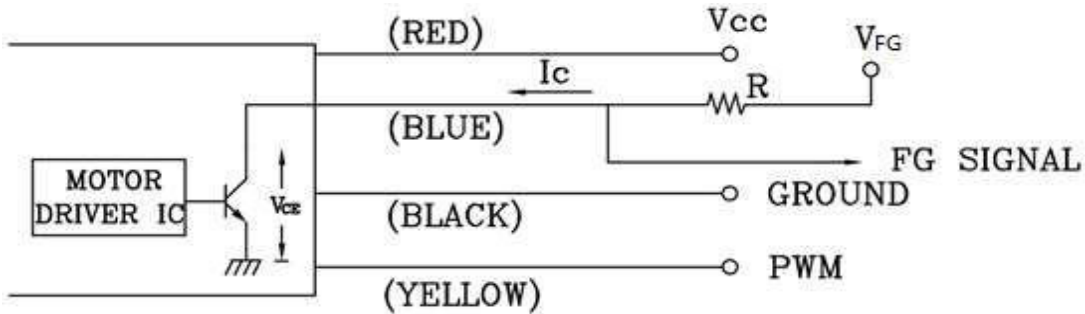 (RED)
Vcc
VFG
Ic
R
(BLUE)
FG SIGNAL
MOTOR
DRIVER IC
VCE
(BLACK)
GROUND
(YELLOW)
PWM